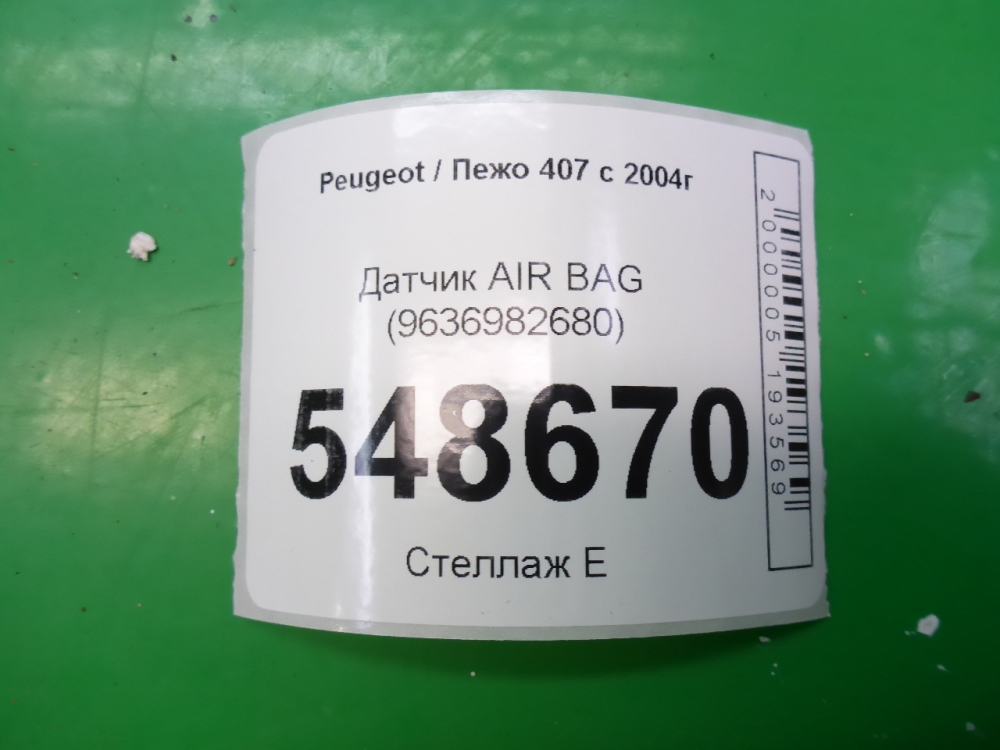 Peugeot / Пежо 407 с 2004г
Датчик AIR BAG
(9636982680)
548670
Стеллаж Е
2000005193569